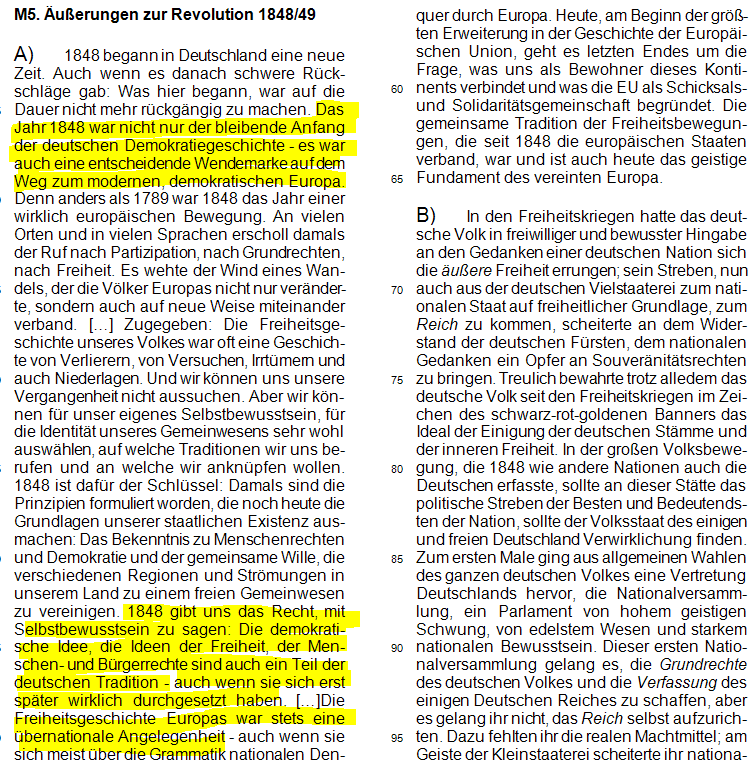 M5. Äußerungen zur Revolution 1848/49
A) 1848 begann in Deutschland eine neue
Zeit. Auch wenn es danach schwere Rück-
schläge gab: Was hier begann, war auf die
Dauer nicht mehr rückgängig zu machen. Das
Jahr 1848 war nicht nur der bleibende Anfang
der deutschen Demokratiegeschichte - es war
auch eine entscheidende Wendemarke auf dem
Weg zum modernen, demokratischen Europa.
Denn anders als 1789 war 1848 das Jahr einer
wirklich europäischen Bewegung. An vielen
Orten und in vielen Sprachen erscholl damals
der Ruf nach Partizipation, nach Grundrechten,
nach Freiheit. Es wehte der Wind eines Wan-
dels, der die Völker Europas nicht nur veränder-
te, sondern auch auf neue Weise miteinander
verband. [...] Zugegeben: Die Freiheitsge-
schichte unseres Volkes war oft eine Geschich-
te von Verlierern, von Versuchen, Irrtümern und
auch Niederlagen. Und wir können uns unsere
Vergangenheit nicht aussuchen. Aber wir kön-
nen für unser eigenes Selbstbewusstsein, für
die Identität unseres Gemeinwesens sehr wohl
auswählen, auf welche Traditionen wir uns be-
rufen und an welche wir anknüpfen wollen.
1848 ist dafür der Schlüssel: Damals sind die
Prinzipien formuliert worden, die noch heute die
Grundlagen unserer staatlichen Existenz aus-
machen: Das Bekenntnis zu Menschenrechten
und Demokratie und der gemeinsame Wille, die
verschiedenen Regionen und Strömungen in
unserem Land zu einem freien Gemeinwesen
zu vereinigen. 1848 gibt uns das Recht, mit
Selbstbewusstsein zu sagen: Die demokrati-
sche Idee, die Ideen der Freiheit, der Men-
schen- und Bürgerrechte sind auch ein Teil der
deutschen Tradition - auch wenn sie sich erst
später wirklich durchgesetzt haben. [...]Die
Freiheitsgeschichte Europas war stets eine
übernationale Angelegenheit - auch wenn sie
sich meist über die Grammatik nationalen Den-
quer durch Europa. Heute, am Beginn der größ-
ten Erweiterung in der Geschichte der Europäi-
schen Union, geht es letzten Endes um die
Frage, was uns als Bewohner dieses Konti-
60 nents verbindet und was die EU als Schicksals-
und Solidaritätsgemeinschaft begründet. Die
gemeinsame Tradition der Freiheitsbewegun-
gen, die seit 1848 die europäischen Staaten
verband, war und ist auch heute das geistige
65 Fundament des vereinten Europa.
B) In den Freiheitskriegen hatte das deut-
sche Volk in freiwilliger und bewusster Hingabe
an den Gedanken einer deutschen Nation sich
die äußere Freiheit errungen; sein Streben, nun
70 auch aus der deutschen Vielstaaterei zum nati-
onalen Staat auf freiheitlicher Grundlage, zum
Reich zu kommen, scheiterte an dem Wider-
stand der deutschen Fürsten, dem nationalen
Gedanken ein Opfer an Souveränitätsrechten
75 zu bringen. Treulich bewahrte trotz alledem das
deutsche Volk seit den Freiheitskriegen im Zei-
chen des schwarz-rot-goldenen Banners das
Ideal der Einigung der deutschen Stämme und
der inneren Freiheit. In der großen Volksbewe-
80 gung, die 1848 wie andere Nationen auch die
Deutschen erfasste, sollte an dieser Stätte das
politische Streben der Besten und Bedeutends-
ten der Nation, sollte der Volksstaat des einigen
und freien Deutschland Verwirklichung finden.
85 Zum ersten Male ging aus allgemeinen Wahlen
des ganzen deutschen Volkes eine Vertretung
Deutschlands hervor, die Nationalversamm-
lung, ein Parlament von hohem geistigen
Schwung, von edelstem Wesen und starkem
90 nationalen Bewusstsein. Dieser ersten Natio-
nalversammlung gelang es, die Grundrechte
des deutschen Volkes und die Verfassung des
einigen Deutschen Reiches zu schaffen, aber
es gelang ihr nicht, das Reich selbst aufzurich-
95 ten. Dazu fehlten ihr die realen Machtmittel; am
Geiste der Kleinstaaterei scheiterte ihr nationa-